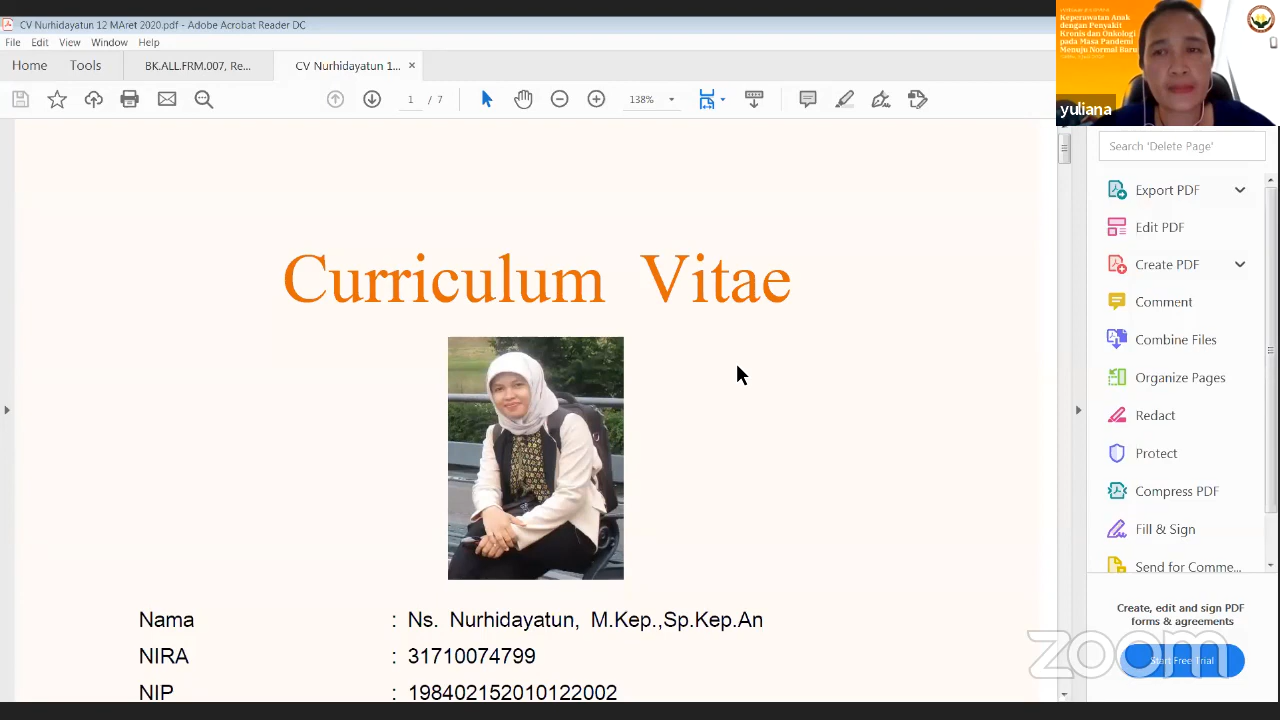 CV Nurhidayatun 12 MAret 2020.pdf - Adobe Acrobat Reader DC
File Edit View Window Help
Home Tools BK.ALL.FRM.007, Re... CV Nurhidayatun 1... ×
1 / 7 138%
Keperawatan Anak
dengan Penyakit
Kronis dan Onkologi
pada Masa Pandemi
Menuju Normal Baru
yuliana
Search 'Delete Page'
Export PDF
Edit PDF
Create PDF
Comment
Combine Files
Organize Pages
Redact
Protect
Compress PDF
Fill & Sign
Send for Comme...
Create, edit and sign PDF
forms & agreements
Start Free Trial
zoom
Curriculum Vitae
Nama : Ns. Nurhidayatun, M.Kep.,Sp.Kep.An
NIRA : 31710074799
NIP : 198402152010122002